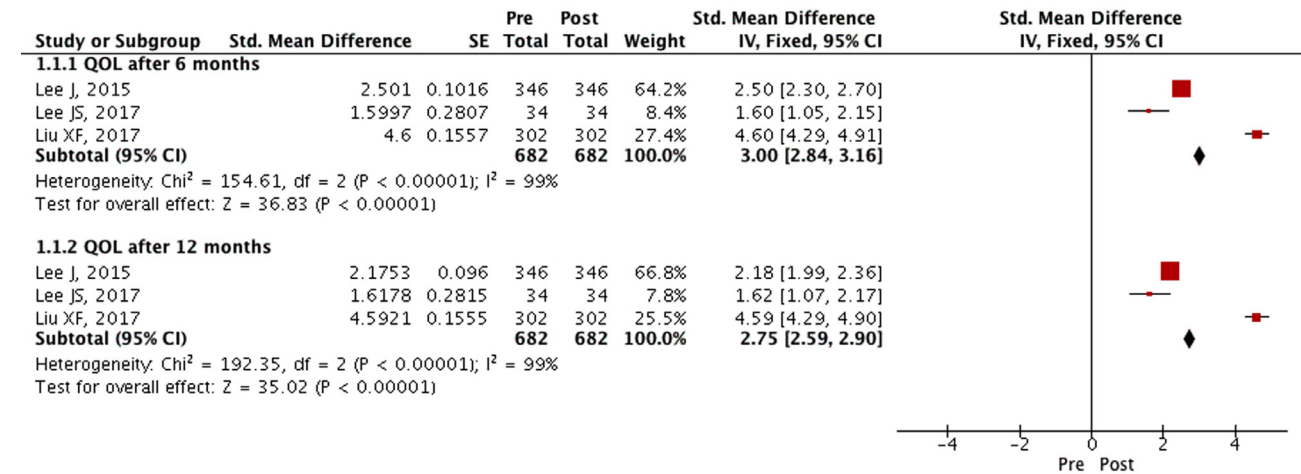 Pre Post Std. Mean Difference Std. Mean Difference
Study or Subgroup Std. Mean Difference SE Total Total Weight IV, Fixed, 95% CI IV, Fixed, 95% CI
1.1.1 QOL after 6 months
Lee J, 2015 2.501 0.1016 346 346 64.2% 2.50 [2.30, 2.70]
Lee JS, 2017 1.5997 0.2807 34 34 8.4% 1.60 [1.05, 2.15]
Liu XF, 2017 4.6 0.1557 302 302 27.4% 4.60 [4.29, 4.91]
Subtotal (95% CI) 682 682 100.0% 3.00 [2.84, 3.16]
Heterogeneity: Chi² = 154.61, df = 2 (P < 0.00001); I² = 99%
Test for overall effect: Z = 36.83 (P < 0.00001)
1.1.2 QOL after 12 months
Lee J, 2015 2.1753 0.096 346 346 66.8% 2.18 [1.99, 2.36]
Lee JS, 2017 1.6178 0.2815 34 34 7.8% 1.62 [1.07, 2.17]
Liu XF, 2017 4.5921 0.1555 302 302 25.5% 4.59 [4.29, 4.90]
Subtotal (95% CI) 682 682 100.0% 2.75 [2.59, 2.90]
Heterogeneity: Chi² = 192.35, df = 2 (P < 0.00001); I² = 99%
Test for overall effect: Z = 35.02 (P < 0.00001)
-4 -2 0 2 4
Pre Post